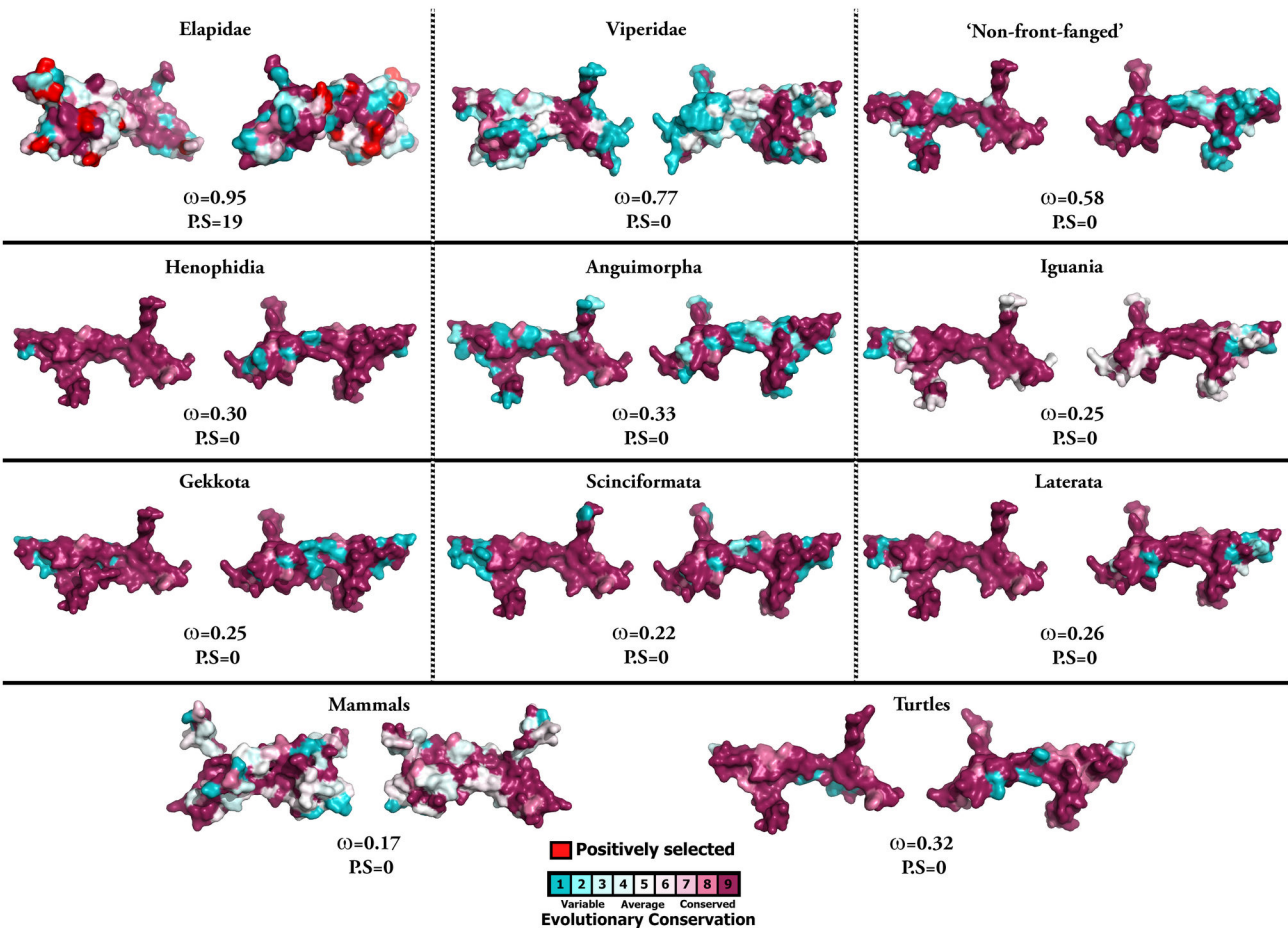 Elapidae
Viperidae
‘Non-front-fanged’
ω=0.95
P.S=19
ω=0.77
P.S=0
ω=0.58
P.S=0
Henophidia
Anguimorpha
Iguania
ω=0.30
P.S=0
ω=0.33
P.S=0
ω=0.25
P.S=0
Gekkota
Scinciformata
Laterata
ω=0.25
P.S=0
ω=0.22
P.S=0
ω=0.26
P.S=0
Mammals
Turtles
ω=0.17
P.S=0
ω=0.32
P.S=0
Positively selected
1 2 3 4 5 6 7 8 9
Variable Average Conserved
Evolutionary Conservation